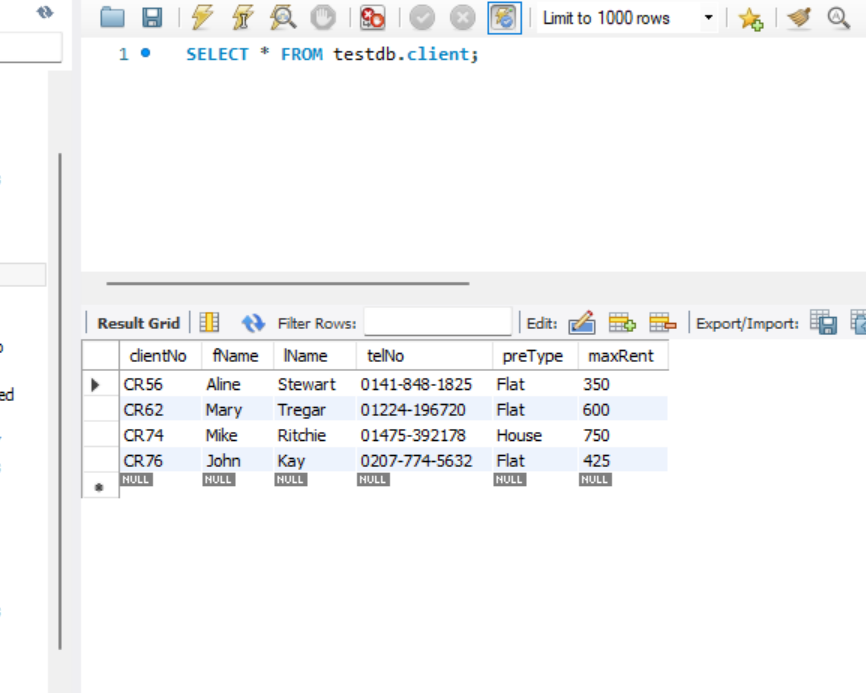 Limit to 1000 rows
1 SELECT * FROM testdb.client;
Result Grid Filter Rows: Edit: Export/Import:
clientNo fName lName telNo preType maxRent
CR56 Aline Stewart 0141-848-1825 Flat 350
CR62 Mary Tregar 01224-196720 Flat 600
CR74 Mike Ritchie 01475-392178 House 750
CR76 John Kay 0207-774-5632 Flat 425
NULL NULL NULL NULL NULL NULL
ed